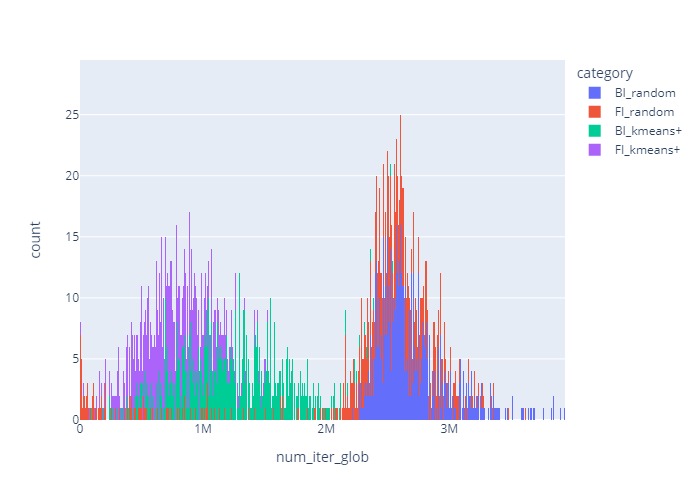 category
BI_random
FI_random
BI_kmeans+
FI_kmeans+
25
20
15
10
5
0
count
0 1M 2M 3M
num_iter_glob